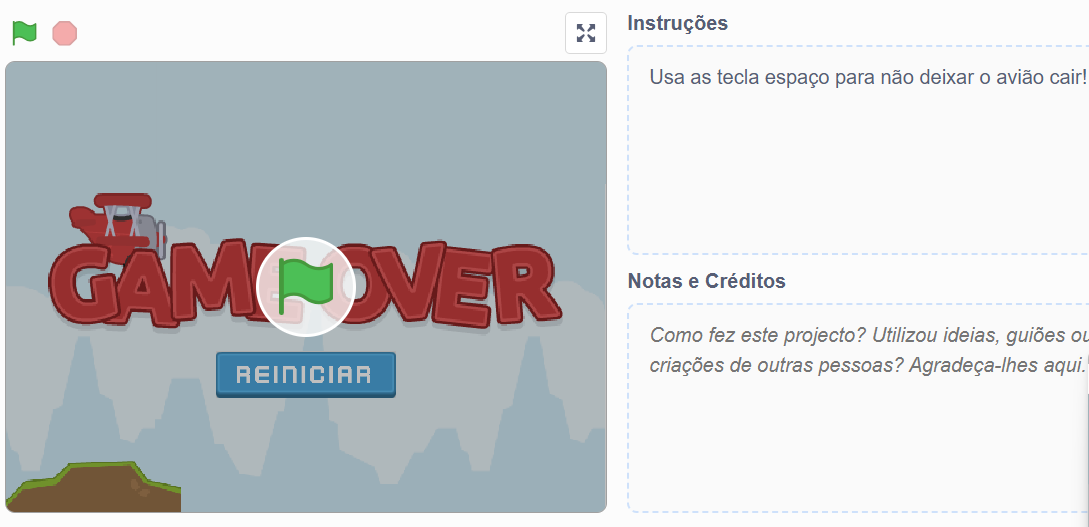 Instruções
Usa as tecla espaço para não deixar o avião cair!
GAME OVER
REINICIAR
Notas e Créditos
Como fez este projecto? Utilizou ideias, guiões ou
criações de outras pessoas? Agradeça-lhes aqui.